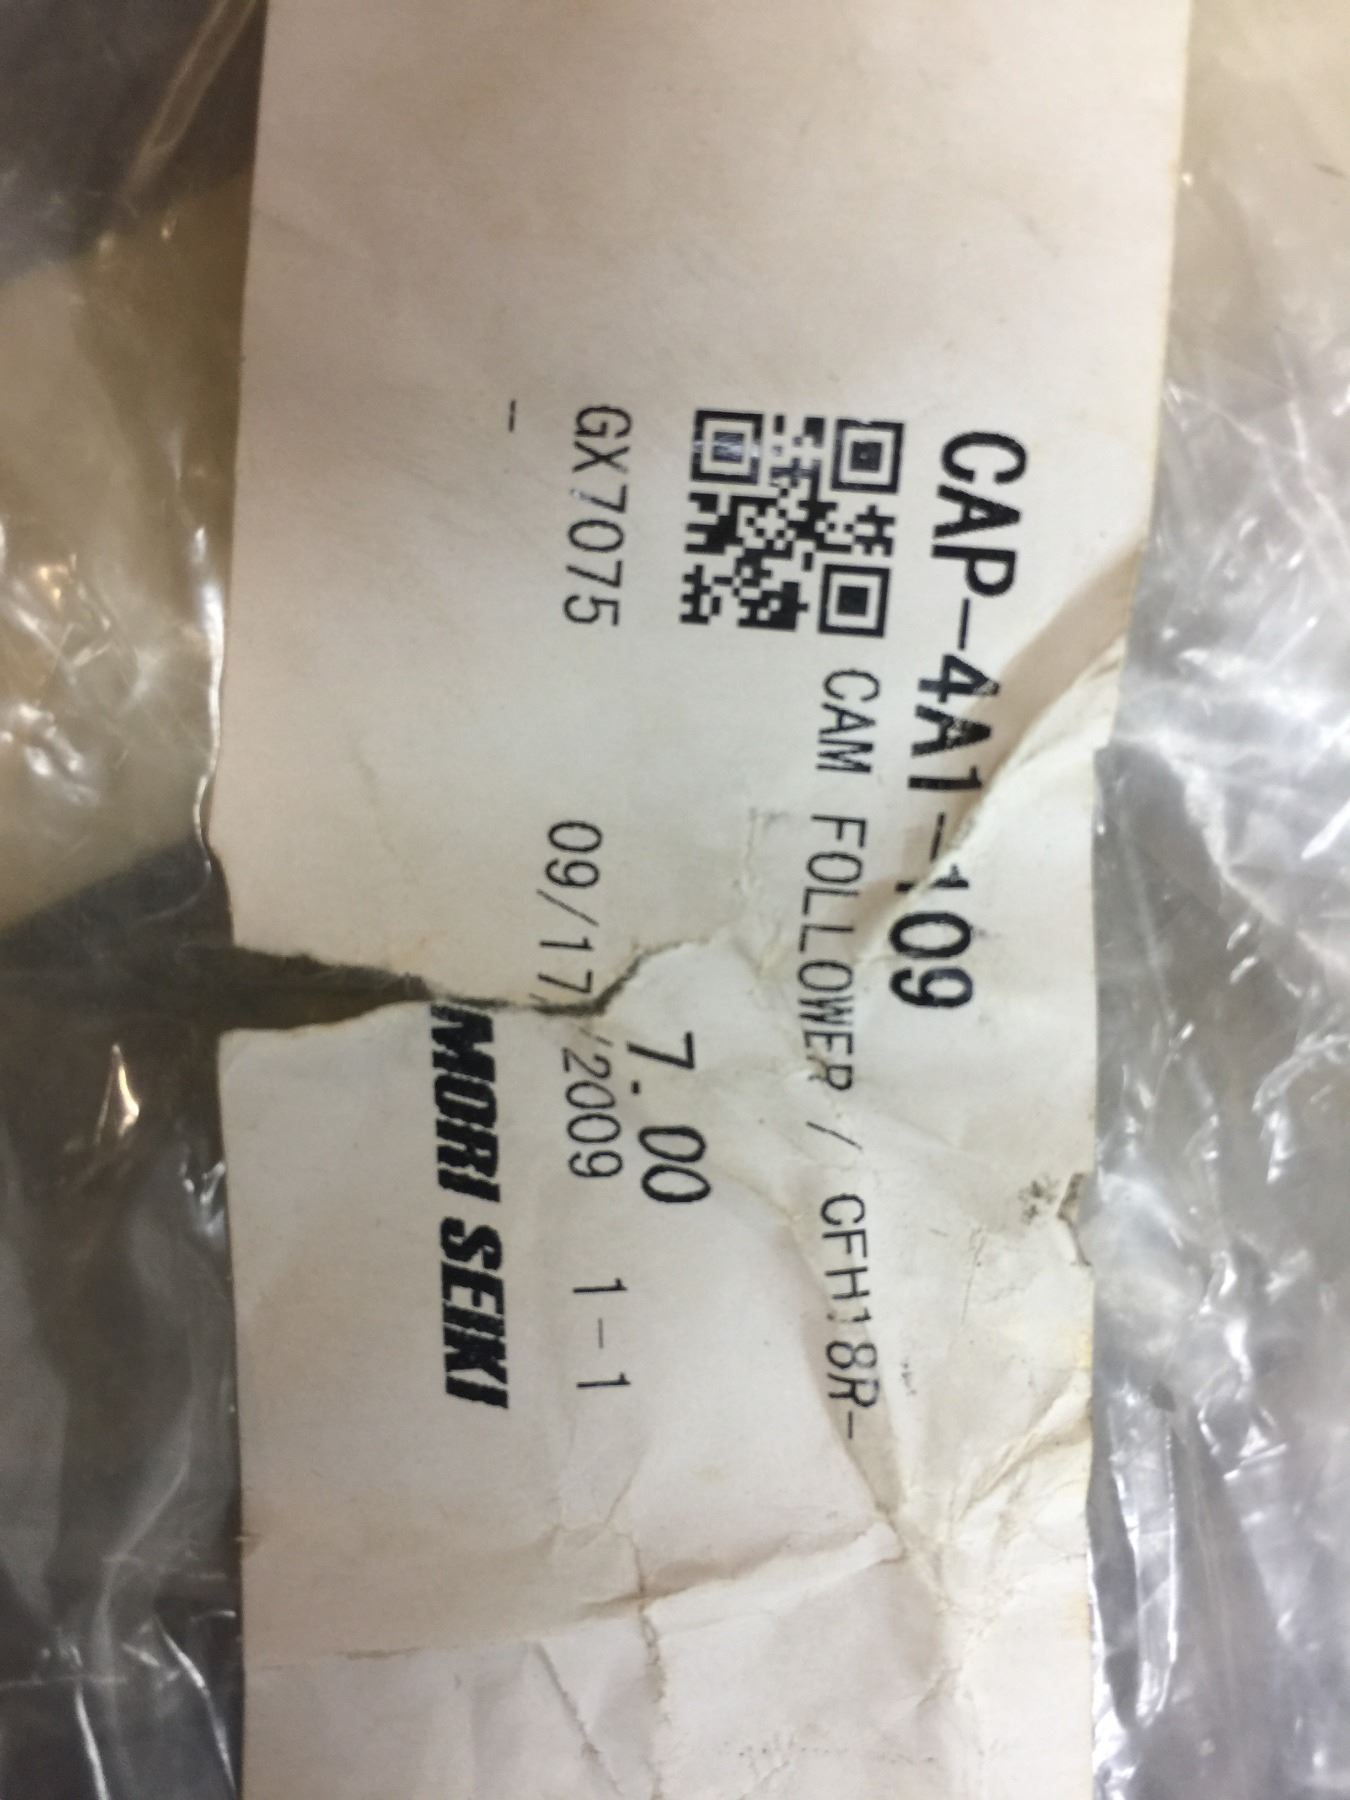 CAP-4A1-109
CAM FOLLOWER / CFH18R-
7.00
GX7075 09/17/2009 1-1
--
MORI SEIKI